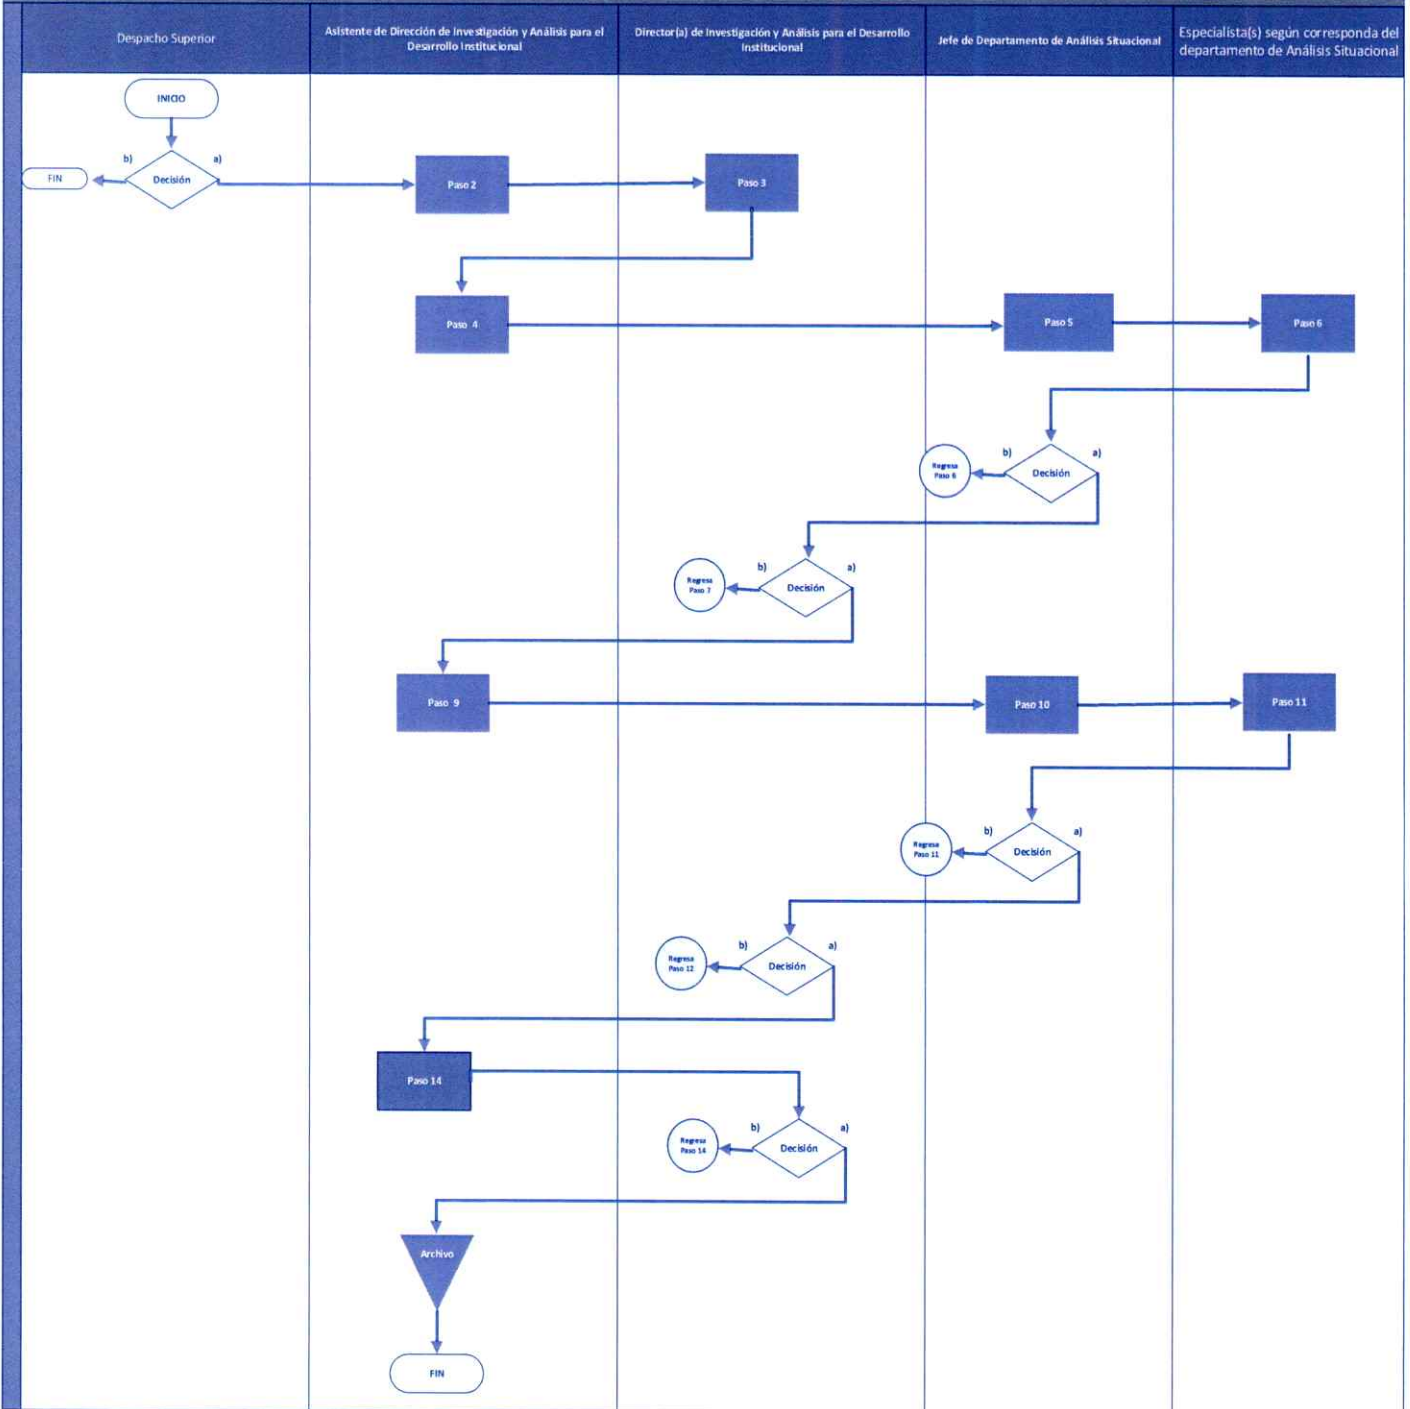 Despacho Superior
Asistente de Dirección de Investigación y Análisis para el
Desarrollo Institucional
Director(a) de Investigación y Análisis para el Desarrollo
Institucional
Jefe de Departamento de Análisis Situacional
Especialista(s) según corresponda del
departamento de Análisis Situacional
INICIO
b)
a)
FIN
Decisión
Paso 2
Paso 3
Paso 4
Paso 5
Paso 6
b)
a)
Regresa
Paso 6
Decisión
b)
a)
Regresa
Paso 7
Decisión
Paso 9
Paso 10
Paso 11
b)
a)
Regresa
Paso 11
Decisión
b)
a)
Regresa
Paso 12
Decisión
Paso 14
b)
a)
Regresa
Paso 14
Decisión
Archivo
FIN